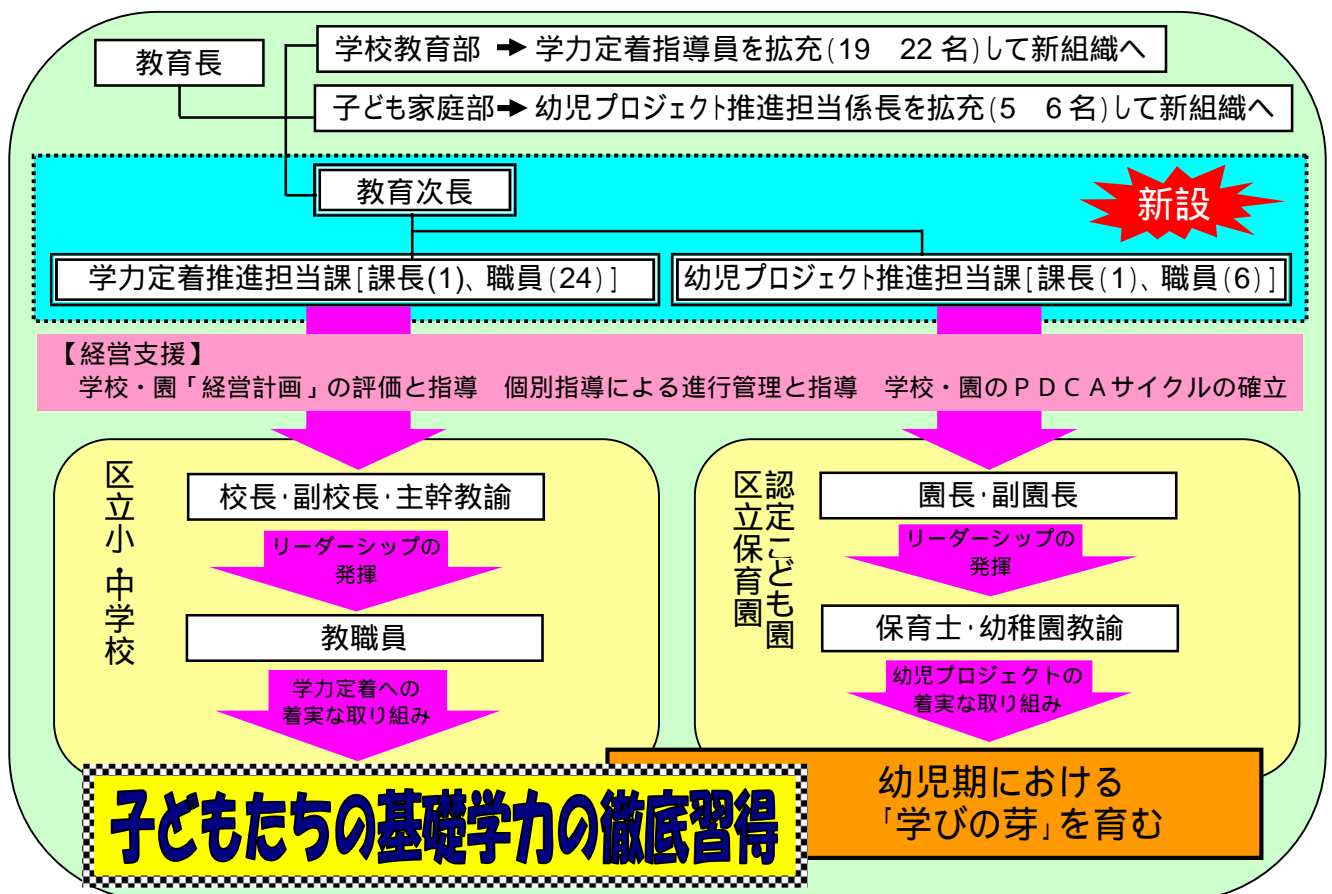 教育長
学校教育部 ➜ 学力定着指導員を拡充(19　22名)して新組織へ
子ども家庭部➜ 幼児プロジェクト推進担当係長を拡充(5　6名)して新組織へ
教育次長
新設
学力定着推進担当課[課長(1)、職員(24)]
幼児プロジェクト推進担当課[課長(1)、職員(6)]
【経営支援】
学校・園「経営計画」の評価と指導　個別指導による進行管理と指導　学校・園のＰＤＣＡサイクルの確立
区立小・中学校
校長・副校長・主幹教諭
リーダーシップの
発揮
教職員
学力定着への
着実な取り組み
認定こども園
区立保育園
園長・副園長
リーダーシップの
発揮
保育士・幼稚園教諭
幼児プロジェクトの
着実な取り組み
子どもたちの基礎学力の徹底習得
幼児期における
「学びの芽」を育む